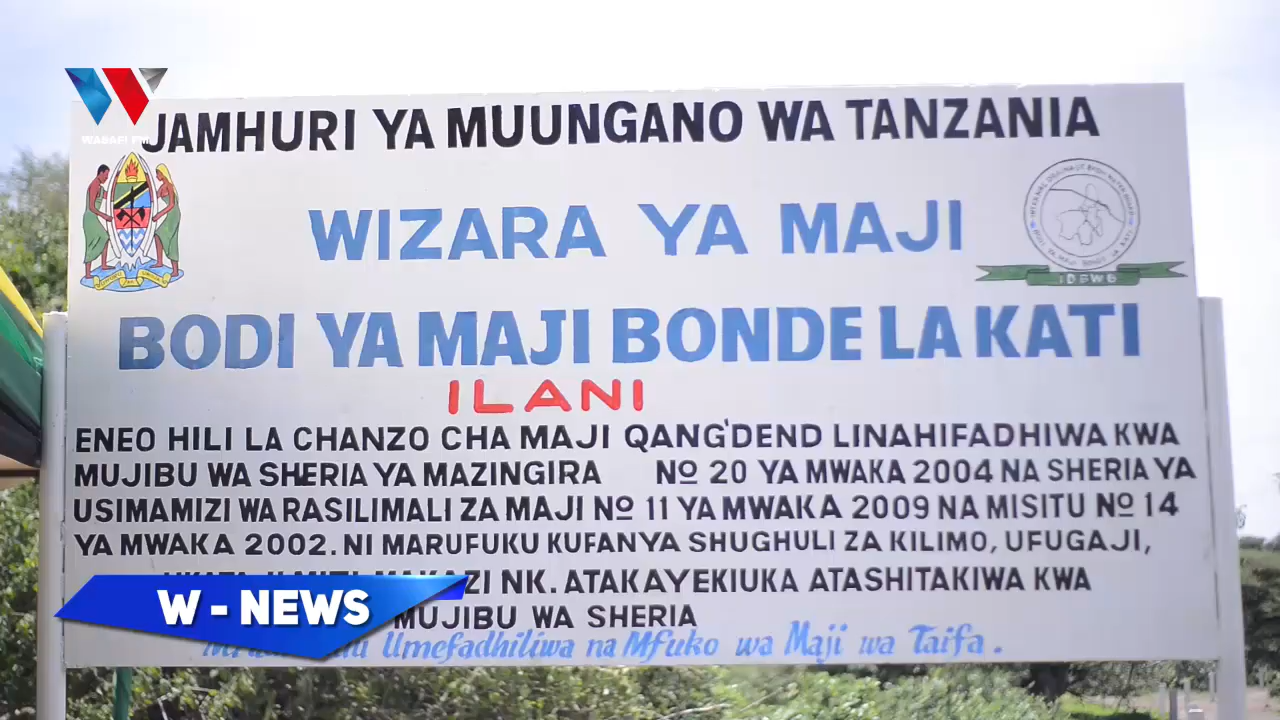 WASAFI FM
JAMHURI YA MUUNGANO WA TANZANIA
WIZARA YA MAJI
IDBWB
BODI YA MAJI BONDE LA KATI
ILANI
ENEO HILI LA CHANZO CHA MAJI QANG'DEND LINAHIFADHIWA KWA
MUJIBU WA SHERIA YA MAZINGIRA Nº 20 YA MWAKA 2004 NA SHERIA YA
USIMAMIZI WA RASILIMALI ZA MAJI Nº 11 YA MWAKA 2009 NA MISITU Nº 14
YA MWAKA 2002. NI MARUFUKU KUFANYA SHUGHULI ZA KILIMO, UFUGAJI,
NK. ATAKAYEKIUKA ATASHITAKIWA KWA
W - NEWS
MUJIBU WA SHERIA
Umefadhiliwa na Mfuko wa Maji wa Taifa.